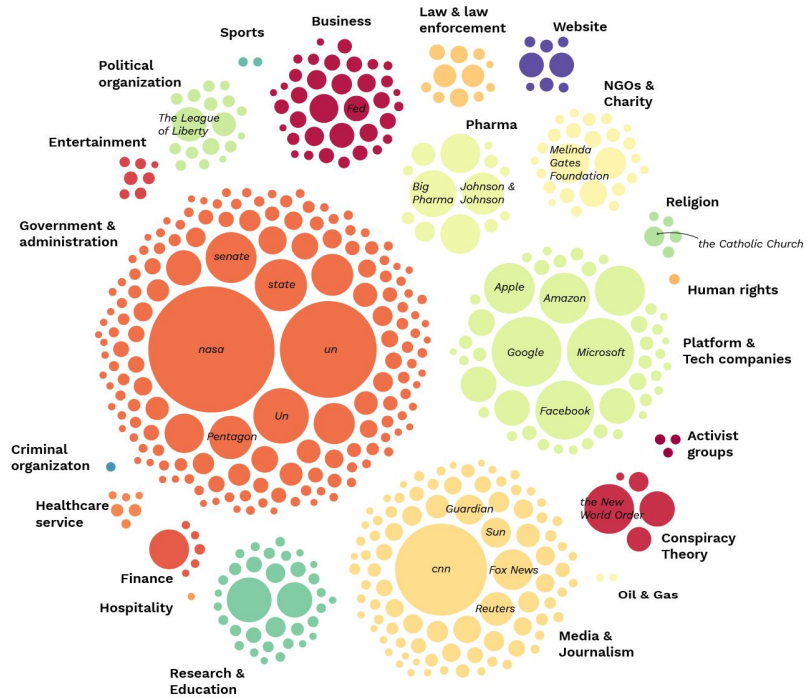 Business
Law & law
enforcement
Website
Sports
Political
organization
NGOs &
Charity
The League
of Liberty
Fed
Pharma
Entertainment
Melinda
Gates
Foundation
Big
Pharma
Johnson &
Johnson
Religion
the Catholic Church
Government &
administration
senate
state
Human rights
Apple
Amazon
nasa
un
Google
Microsoft
Platform &
Tech companies
Facebook
Un
Pentagon
Activist
groups
Criminal
organizaton
Healthcare
service
Guardian
the New
World Order
Sun
Conspiracy
Theory
cnn
Fox News
Finance
Oil & Gas
Hospitality
Reuters
Media &
Journalism
Research &
Education